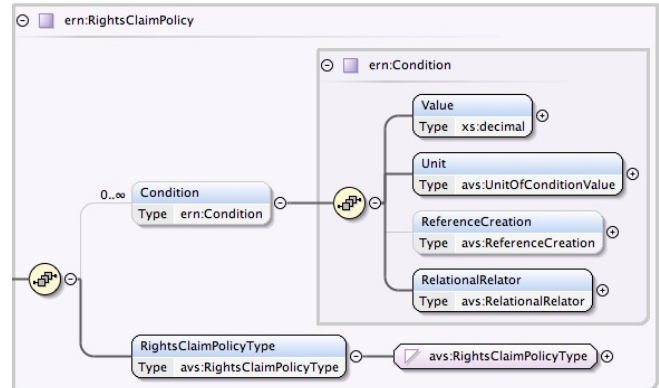 ern:RightsClaimPolicy
ern:Condition
Value
Type xs:decimal
Unit
Type avs:UnitOfConditionValue
0..∞
Condition
Type ern:Condition
ReferenceCreation
Type avs:ReferenceCreation
RelationalRelator
Type avs:RelationalRelator
RightsClaimPolicyType
Type avs:RightsClaimPolicyType
avs:RightsClaimPolicyType